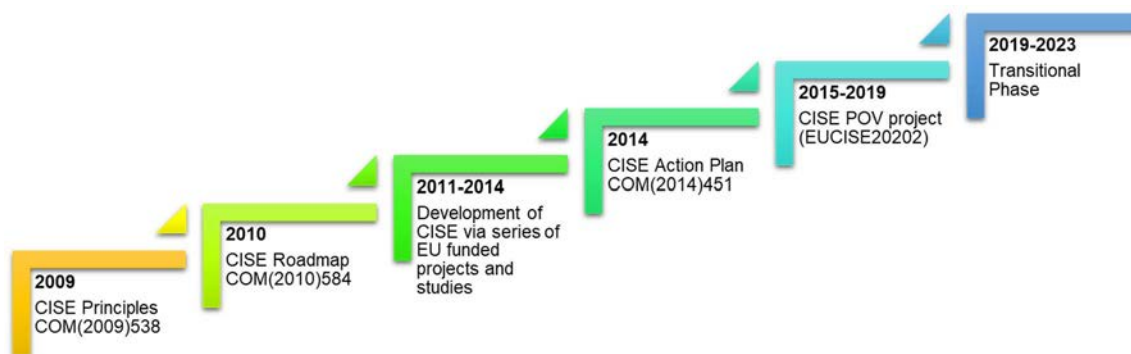 2009
CISE Principles
COM(2009)538
2010
CISE Roadmap
COM(2010)584
2011-2014
Development of
CISE via series of
EU funded
projects and
studies
2014
CISE Action Plan
COM(2014)451
2015-2019
CISE POV project
(EUCISE20202)
2019-2023
Transitional
Phase